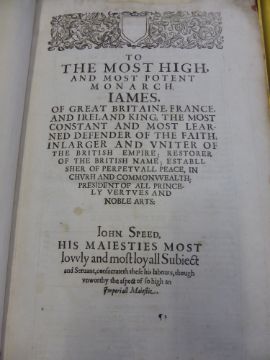 TO
THE MOST HIGH,
AND MOST POTENT
MONARCH,
IAMES,
OF GREAT BRITAINE, FRANCE,
AND IRELAND KING, THE MOST
CONSTANT AND MOST LEAR-
NED DEFENDER OF THE FAITH,
INLARGER AND VNITER OF
THE BRITISH EMPIRE, RESTORER
OF THE BRITISH NAME, ESTABLI
SHER OF PERPETVALL PEACE, IN
CHVRH AND COMMONWEALTH,
PRESIDENT OF ALL PRINCE-
LY VERTVES AND
NOBLE ARTS:
JOHN SPEED,
HIS MAIESTIES MOST
lowly and most loyall Subiect
and Seruant, consecrateth these his labours, though
vnworthy the aspect of so high an
Imperiall Maiestie.